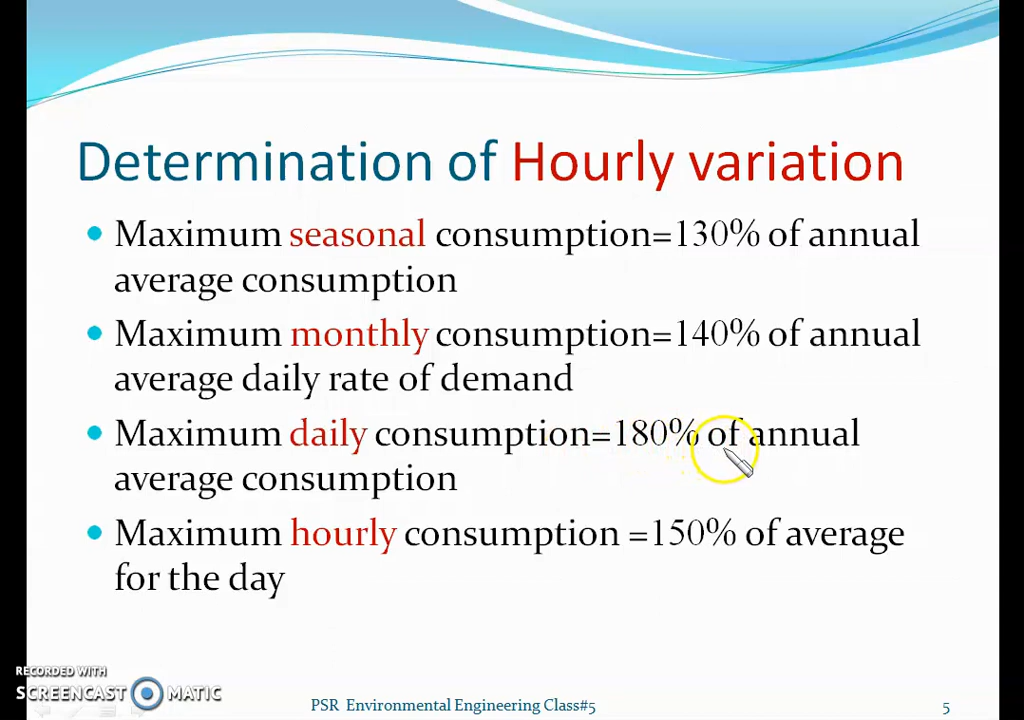 Determination of Hourly variation
• Maximum seasonal consumption=130% of annual
average consumption
• Maximum monthly consumption=140% of annual
average daily rate of demand
• Maximum daily consumption=180% of annual
average consumption
• Maximum hourly consumption =150% of average
for the day
RECORDED WITH
SCREENCAST MATIC
PSR Environmental Engineering Class#5
5